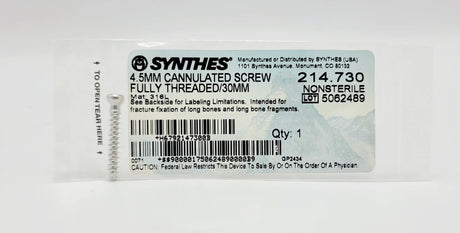 SYNTHES®
Manufactured or Distributed by SYNTHES (USA)
1101 Synthes Avenue, Monument, CO 80132
4.5MM CANNULATED SCREW
FULLY THREADED/30MM
214.730
NONSTERILE
LOT 5062489
Mat. 316L
See Backside for Labeling Limitations. Intended for
fracture fixation of long bones and long bone fragments.
Qty: 1
GP2434
CAUTION: Federal Law Restricts This Device To Sale By Or On The Order Of A Physician.
↑ TO OPEN TEAR HERE ↑